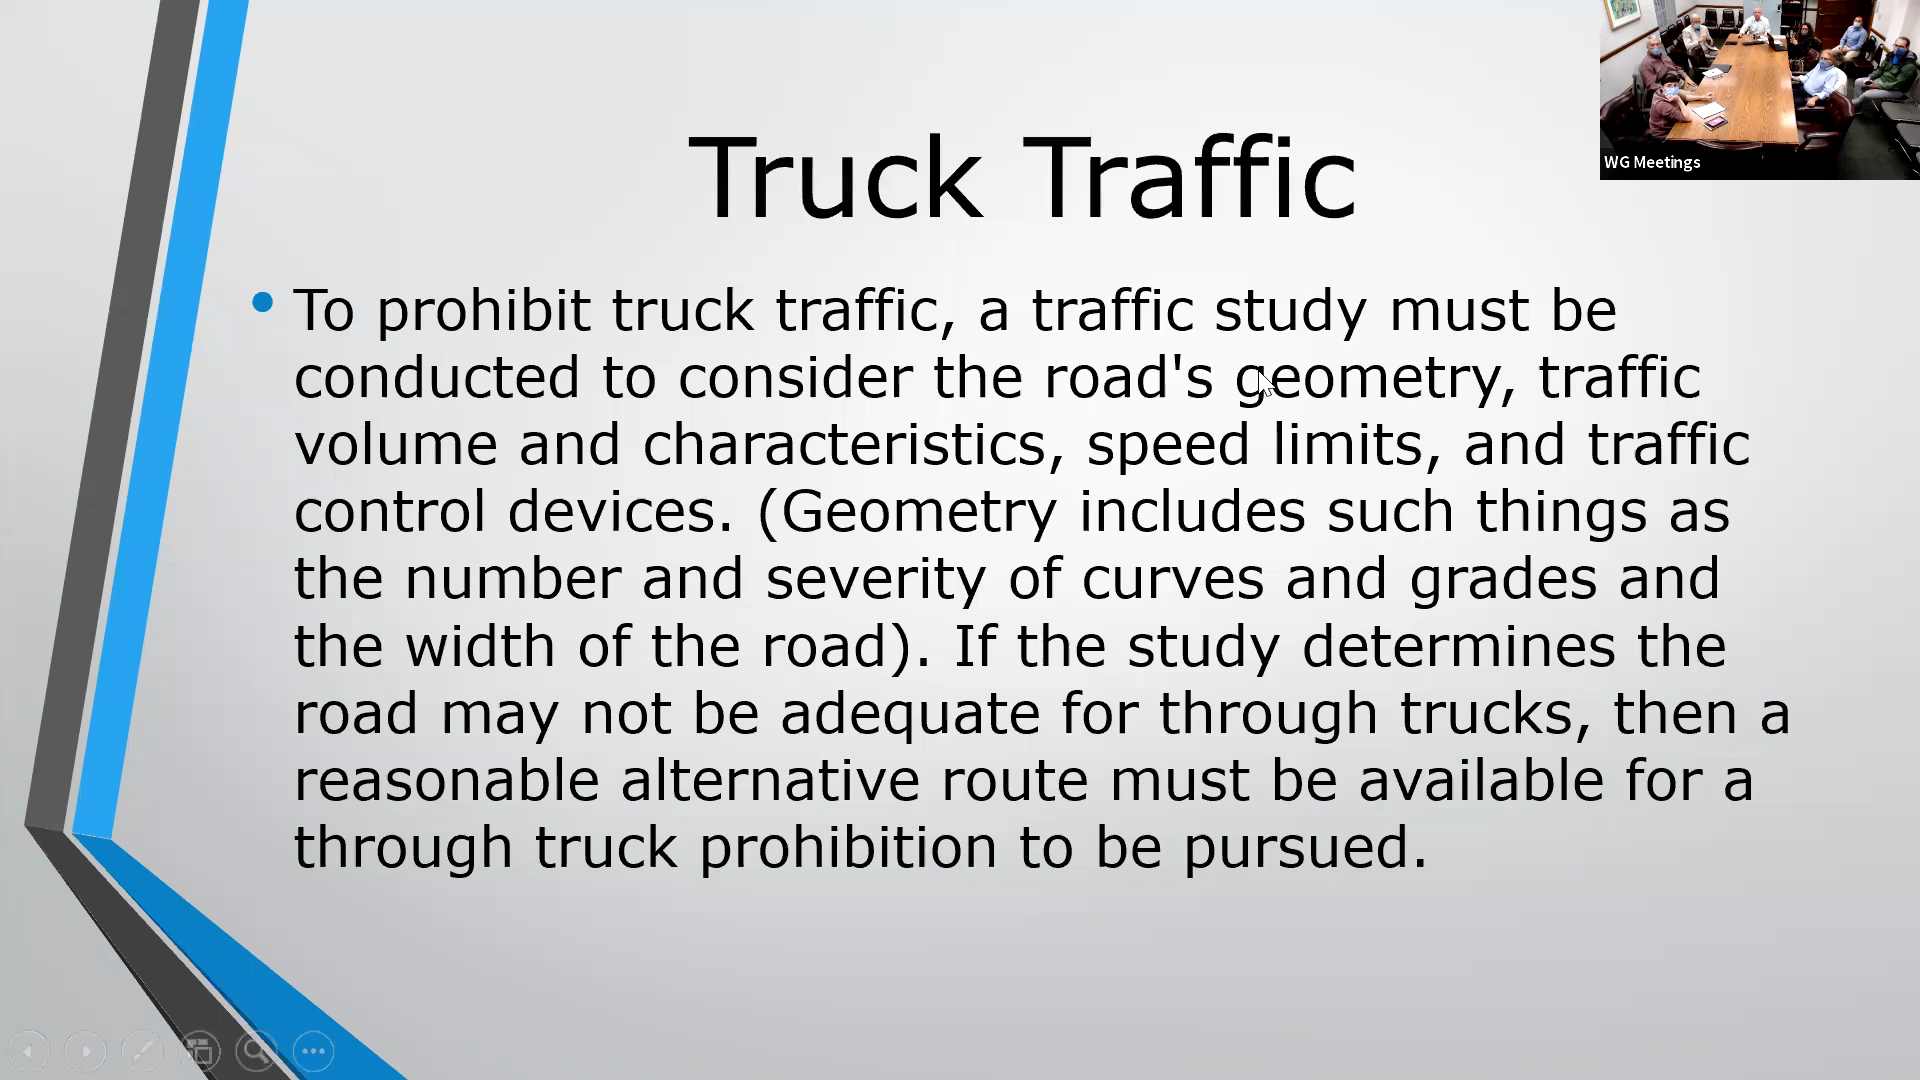 WG Meetings
Truck Traffic
To prohibit truck traffic, a traffic study must be
conducted to consider the road's geometry, traffic
volume and characteristics, speed limits, and traffic
control devices. (Geometry includes such things as
the number and severity of curves and grades and
the width of the road). If the study determines the
road may not be adequate for through trucks, then a
reasonable alternative route must be available for a
through truck prohibition to be pursued.